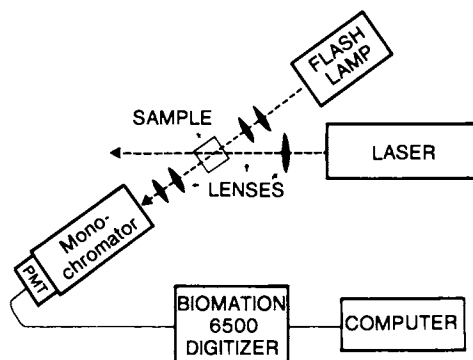 FLASH
LAMP
SAMPLE
LASER
LENSES
Mono-
chromator
PMT
BIOMATION
6500
DIGITIZER
COMPUTER